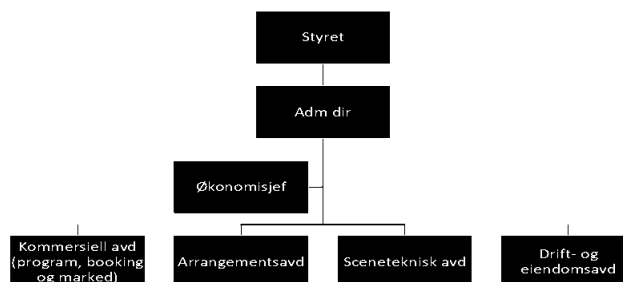 Styret
Adm dir
Økonomisjef
Kommersiell avd
(program, booking
og marked)
Arrangementsavd
Sceneteknisk avd
Drift- og
eiendomsavd